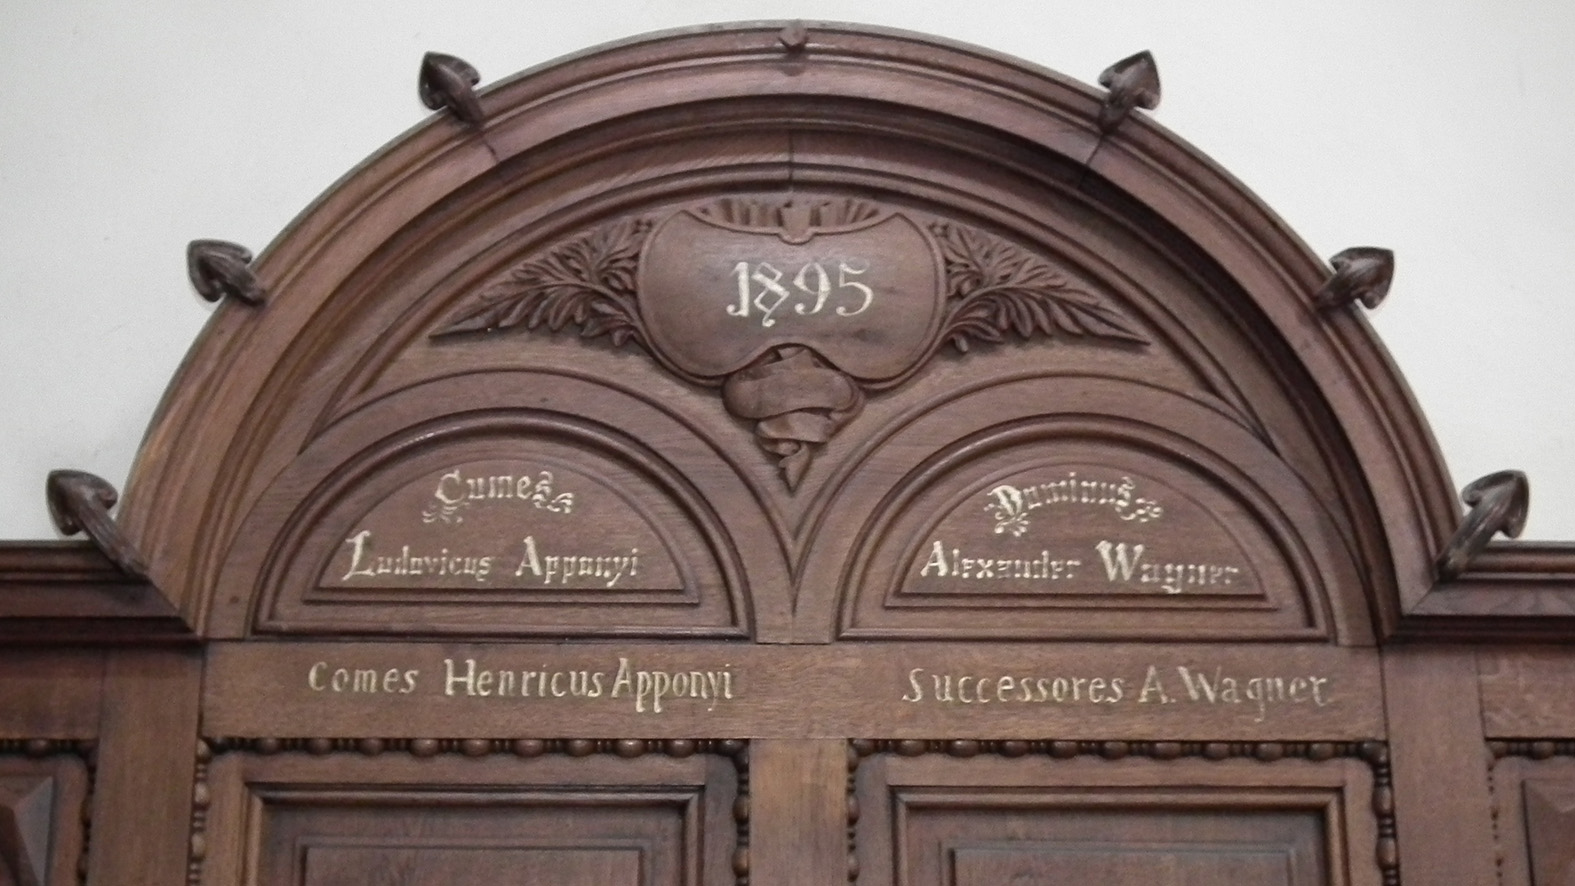 1895
Comes
Ludovicus Apponyi
Dominus
Alexander Wagner
Comes Henricus Apponyi
Successores A. Wagner